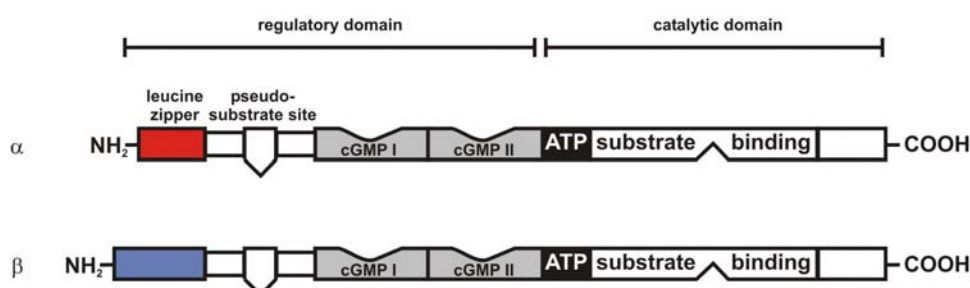 regulatory domain
catalytic domain
leucine
zipper
pseudo-
substrate site
α
NH2
cGMP I
cGMP II
ATP
substrate
binding
COOH
β
NH2
cGMP I
cGMP II
ATP
substrate
binding
COOH